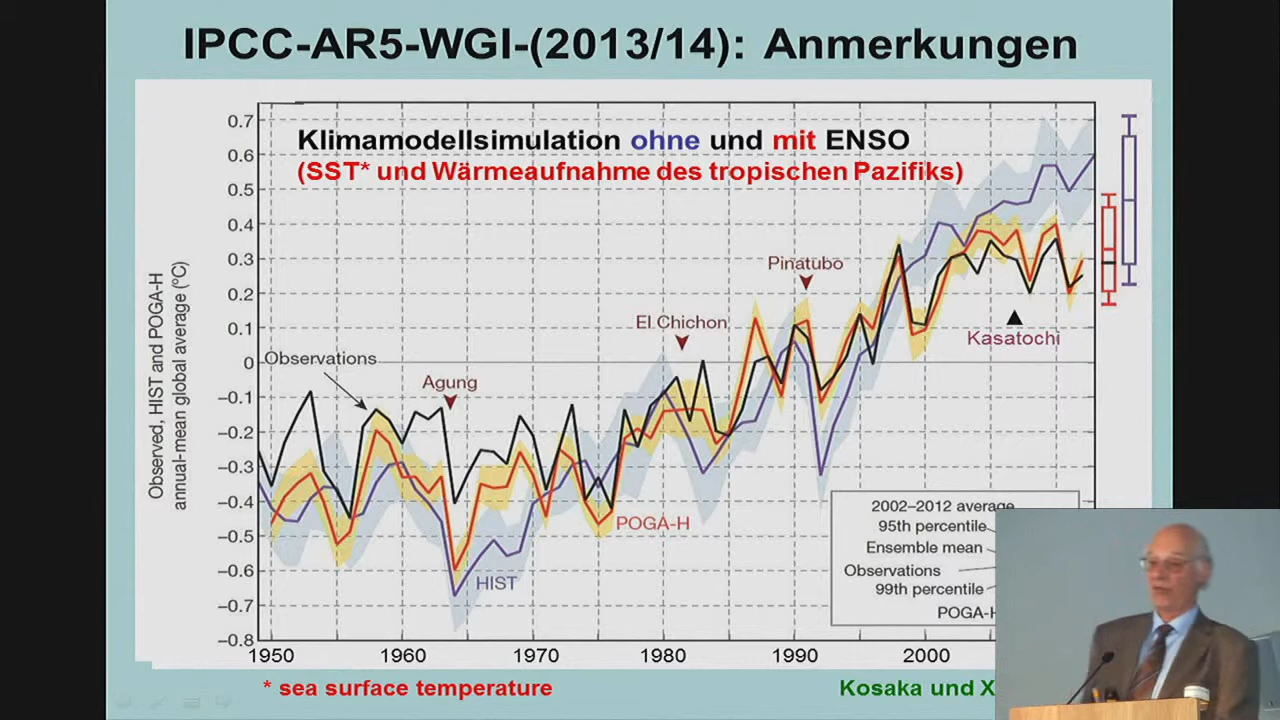 IPCC-AR5-WGI-(2013/14): Anmerkungen
Klimamodellsimulation ohne und mit ENSO
(SST* und Wärmeaufnahme des tropischen Pazifiks)
Observed, HIST and POGA-H
annual-mean global average (ºC)
0.7
0.6
0.5
0.4
0.3
0.2
0.1
0
–0.1
–0.2
–0.3
–0.4
–0.5
–0.6
–0.7
–0.8
Observations
Agung
El Chichon
Pinatubo
Kasatochi
POGA-H
HIST
2002–2012 average
95th percentile
Ensemble mean
Observations
99th percentile
POGA-H
1950
1960
1970
1980
1990
2000
* sea surface temperature
Kosaka und X